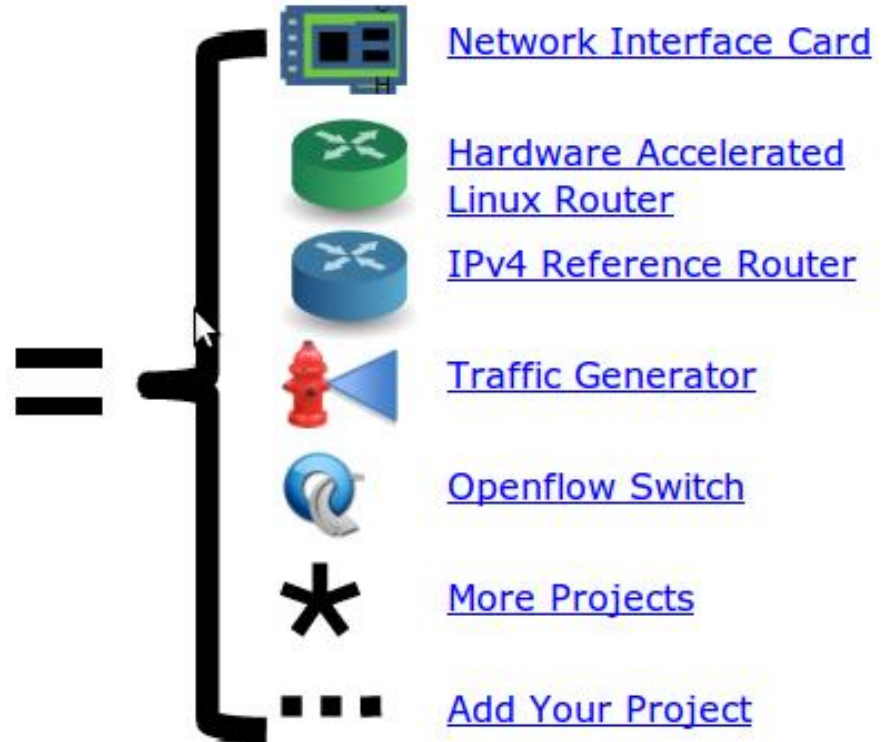 Network Interface Card
Hardware Accelerated
Linux Router
IPv4 Reference Router
Traffic Generator
Openflow Switch
More Projects
Add Your Project